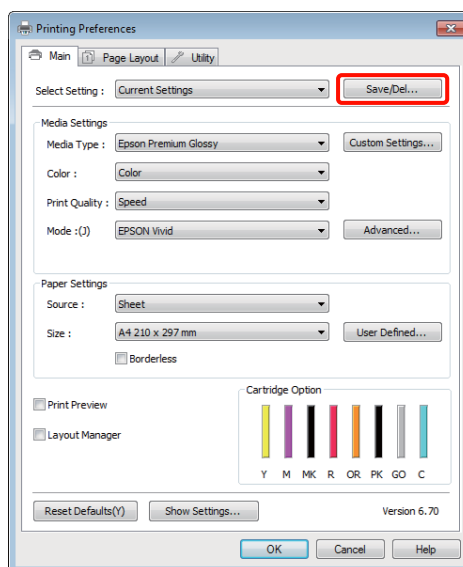 Printing Preferences
Main Page Layout Utility
Select Setting : Current Settings Save/Del...
Media Settings
Media Type : Epson Premium Glossy Custom Settings...
Color : Color
Print Quality : Speed
Mode :(J) EPSON Vivid Advanced...
Paper Settings
Source : Sheet
Size : A4 210 x 297 mm User Defined...
Borderless
Cartridge Option
Print Preview
Layout Manager
Y M MK R OR PK GO C
Reset Defaults(Y) Show Settings... Version 6.70
OK Cancel Help